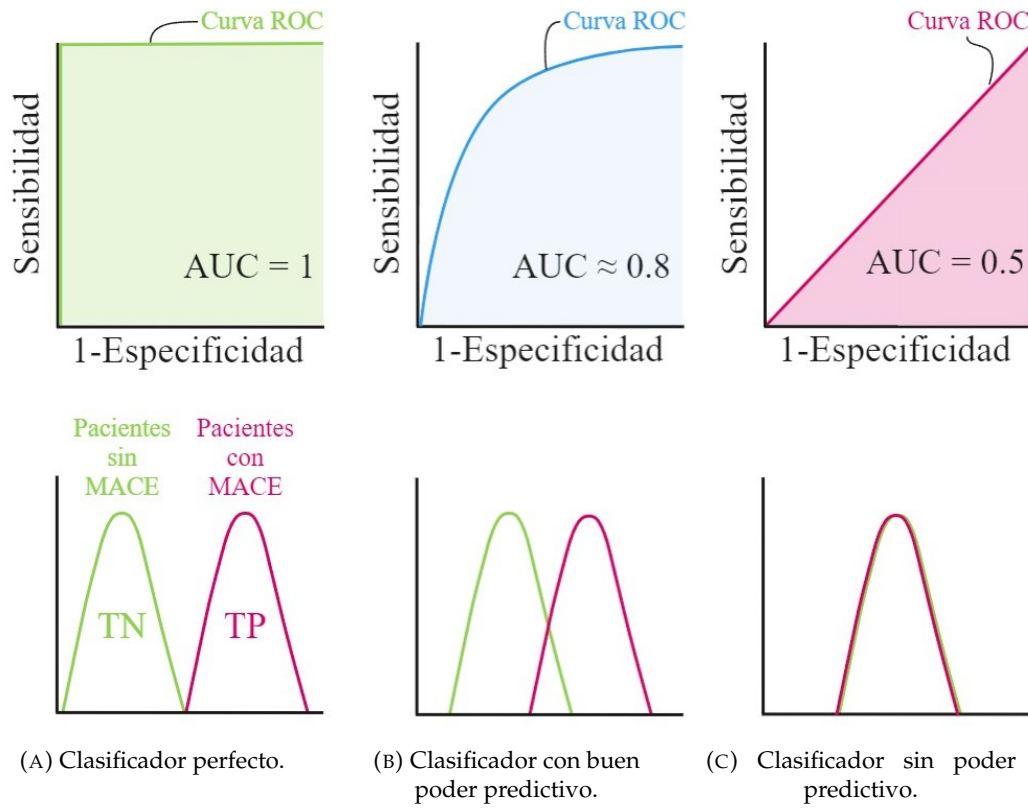 Curva ROC
Sensibilidad
AUC = 1
1-Especificidad
Curva ROC
Sensibilidad
AUC ≈ 0.8
1-Especificidad
Curva ROC
Sensibilidad
AUC = 0.5
1-Especificidad
Pacientes
sin
MACE
Pacientes
con
MACE
TN
TP
(A) Clasificador perfecto.
(B) Clasificador con buen
poder predictivo.
(C) Clasificador sin poder
predictivo.